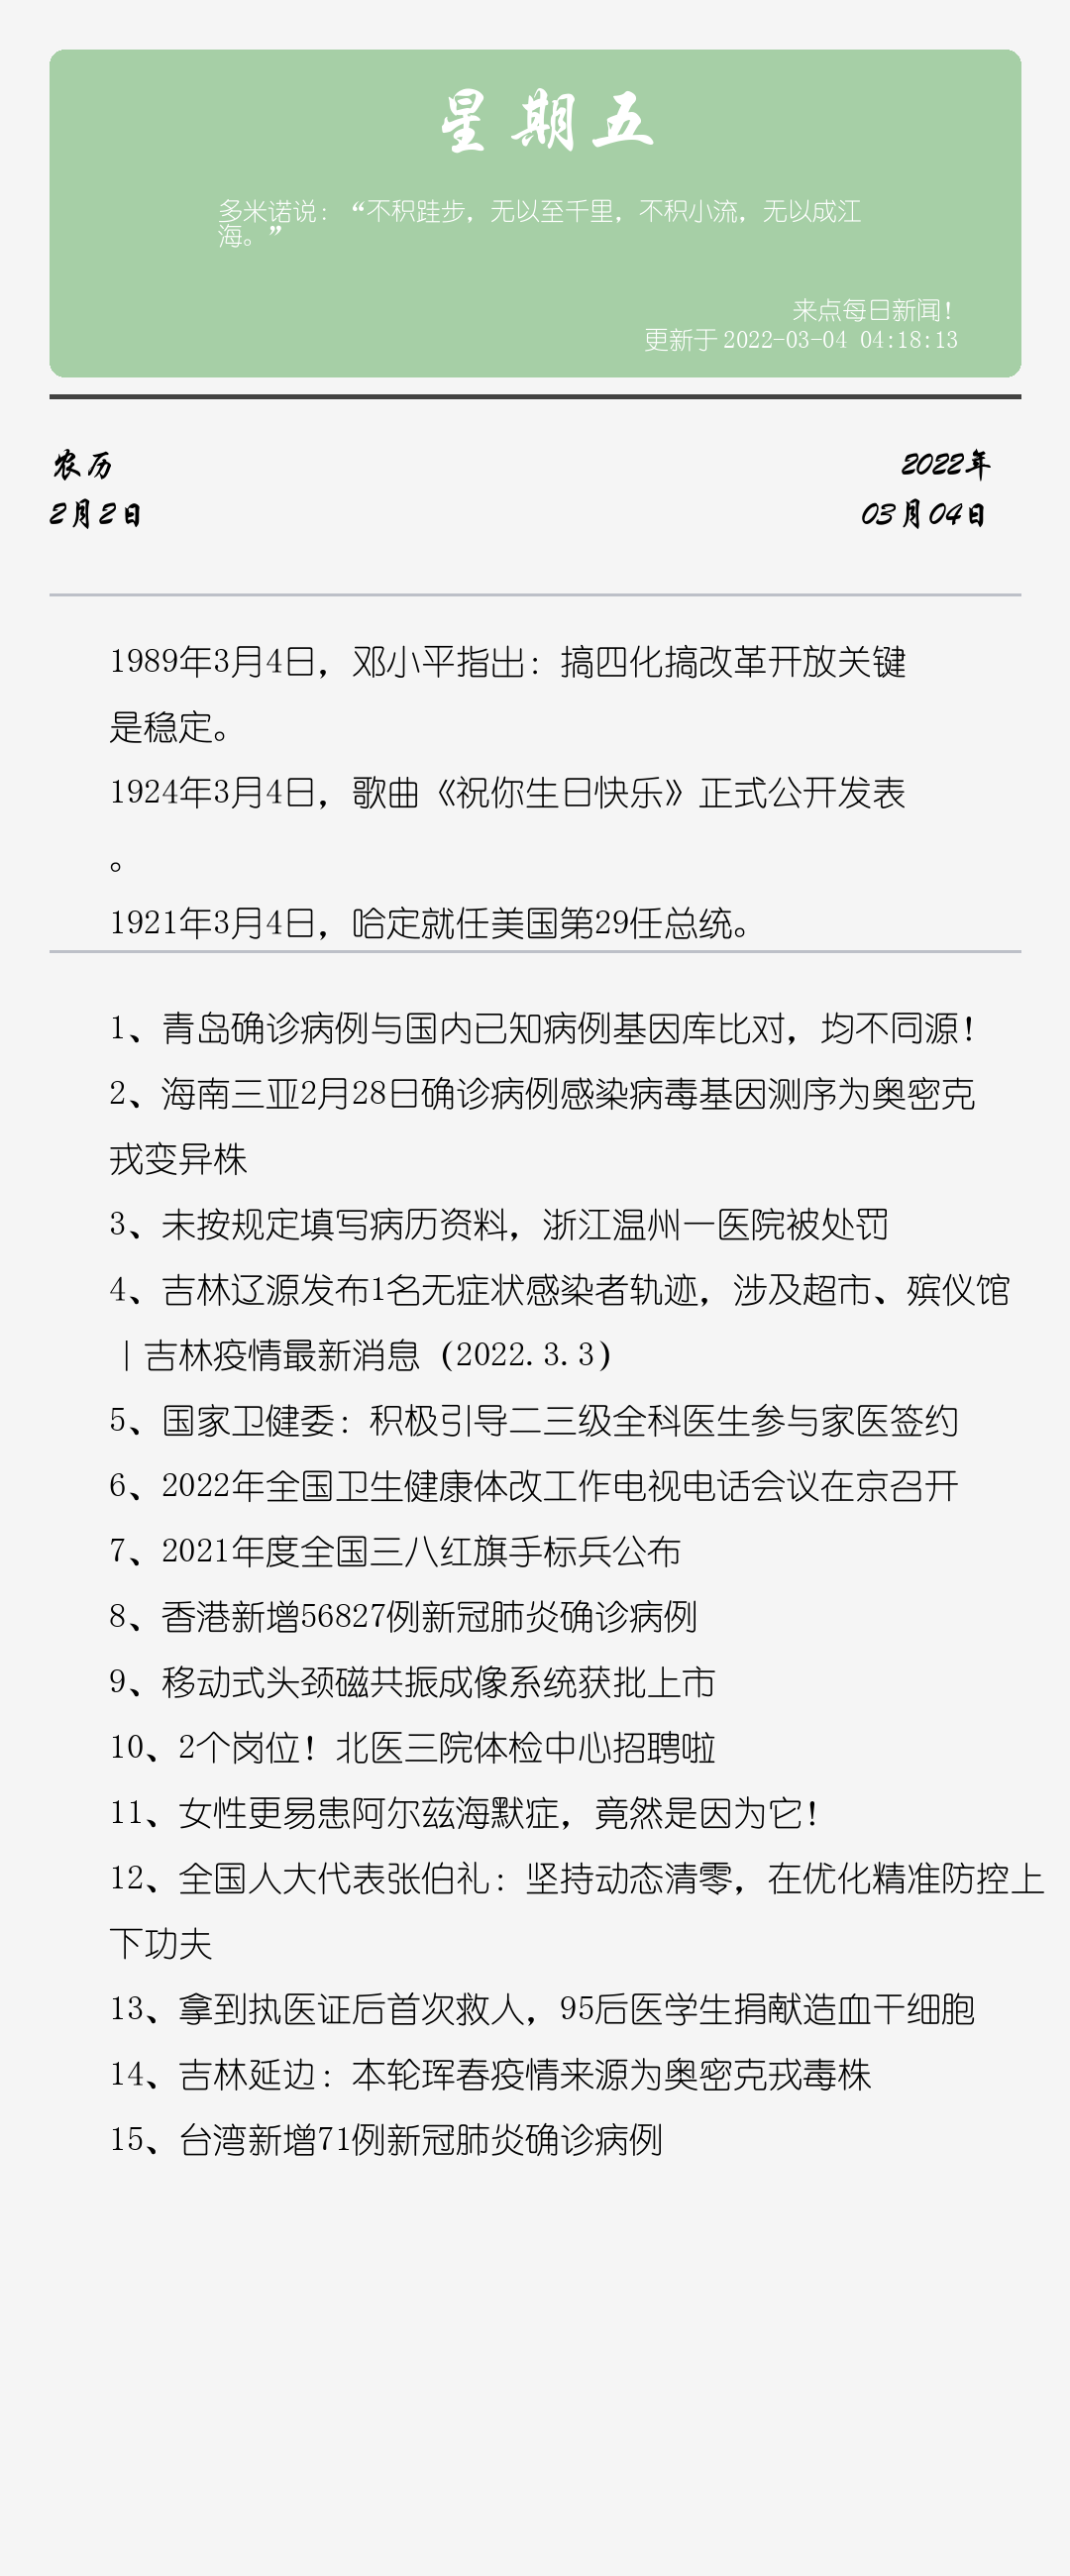 星期五
多米诺说：“不积跬步，无以至千里，不积小流，无以成江
海。”
来点每日新闻！
更新于 2022-03-04 04:18:13
农历
2022年
2月2日
03月04日
1989年3月4日，邓小平指出：搞四化搞改革开放关键
是稳定。
1924年3月4日，歌曲《祝你生日快乐》正式公开发表
。
1921年3月4日，哈定就任美国第29任总统。
1、青岛确诊病例与国内已知病例基因库比对，均不同源！
2、海南三亚2月28日确诊病例感染病毒基因测序为奥密克
戎变异株
3、未按规定填写病历资料，浙江温州一医院被处罚
4、吉林辽源发布1名无症状感染者轨迹，涉及超市、殡仪馆
｜吉林疫情最新消息（2022.3.3）
5、国家卫健委：积极引导二三级全科医生参与家医签约
6、2022年全国卫生健康体改工作电视电话会议在京召开
7、2021年度全国三八红旗手标兵公布
8、香港新增56827例新冠肺炎确诊病例
9、移动式头颈磁共振成像系统获批上市
10、2个岗位！北医三院体检中心招聘啦
11、女性更易患阿尔兹海默症，竟然是因为它！
12、全国人大代表张伯礼：坚持动态清零，在优化精准防控上
下功夫
13、拿到执医证后首次救人，95后医学生捐献造血干细胞
14、吉林延边：本轮珲春疫情来源为奥密克戎毒株
15、台湾新增71例新冠肺炎确诊病例